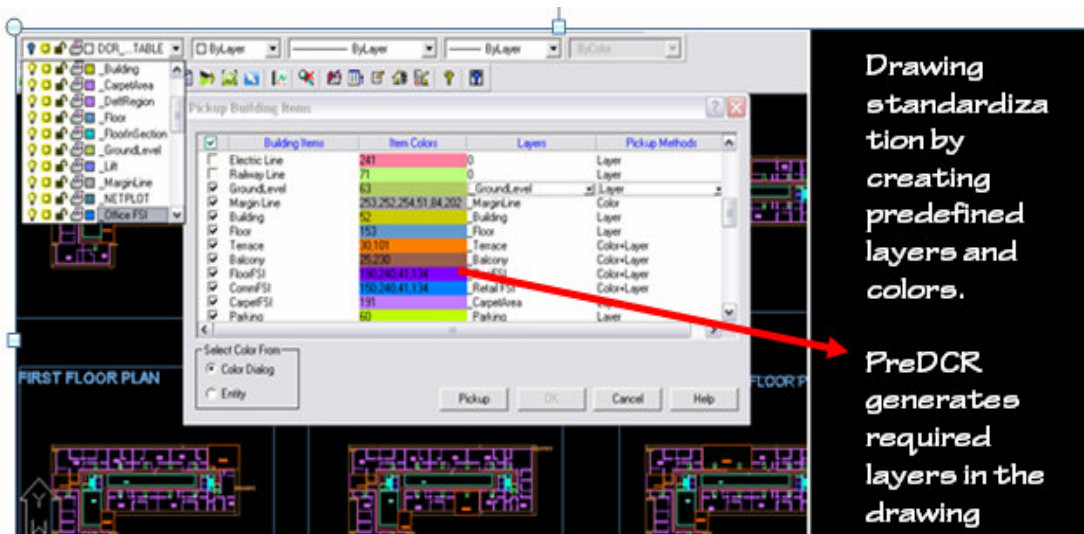 DCR_...TABLE
ByLayer
ByLayer
ByLayer
ByColor
_Building
_CarpetArea
_DettRegion
_Floor
_FloorInSection
_GroundLevel
_Lift
_MarginLine
_NETPLOT
_Office FSI
Pickup Building Items
Building Items Item Colors Layers Pickup Methods
Electric Line 241 0 Layer
Railway Line 71 0 Layer
GroundLevel 63 _GroundLevel Layer
Margin Line 253,252,254,51,84,202 _MarginLine Color
Building 52 _Building Layer
Floor 153 _Floor Layer
Terrace 30,101 _Terrace Color+Layer
Balcony 25,230 _Balcony Color+Layer
FloorFSI 190,240,41,134 Color+Layer
CommFSI 150,240,41,134 _Retail FSI Color+Layer
CarpetFSI 191 _CarpetArea
Parking 60 _Parking Layer
Select Color From
Color Dialog
Entity
Pickup OK Cancel Help
FIRST FLOOR PLAN
FLOOR P
Y
W
Drawing
standardiza
tion by
creating
predefined
layers and
colors.
PreDCR
generates
required
layers in the
drawing